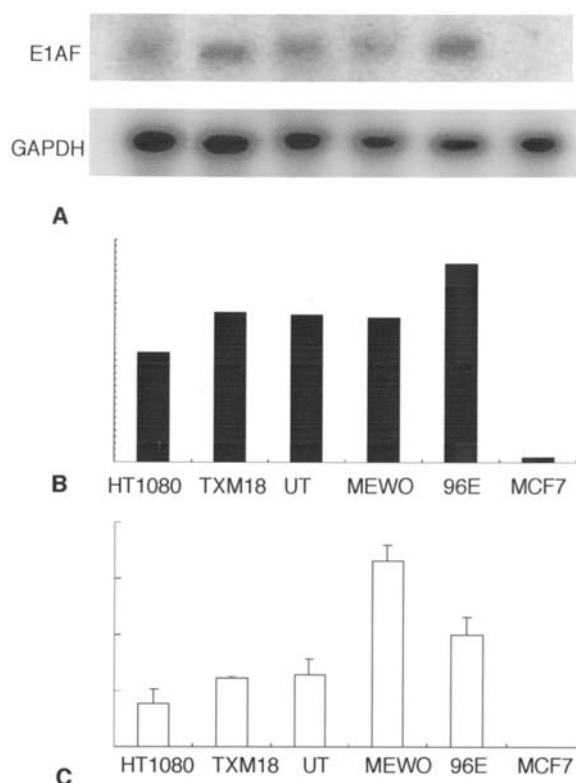 E1AF
GAPDH
A
B
HT1080 TXM18 UT MEWO 96E MCF7
C
HT1080 TXM18 UT MEWO 96E MCF7